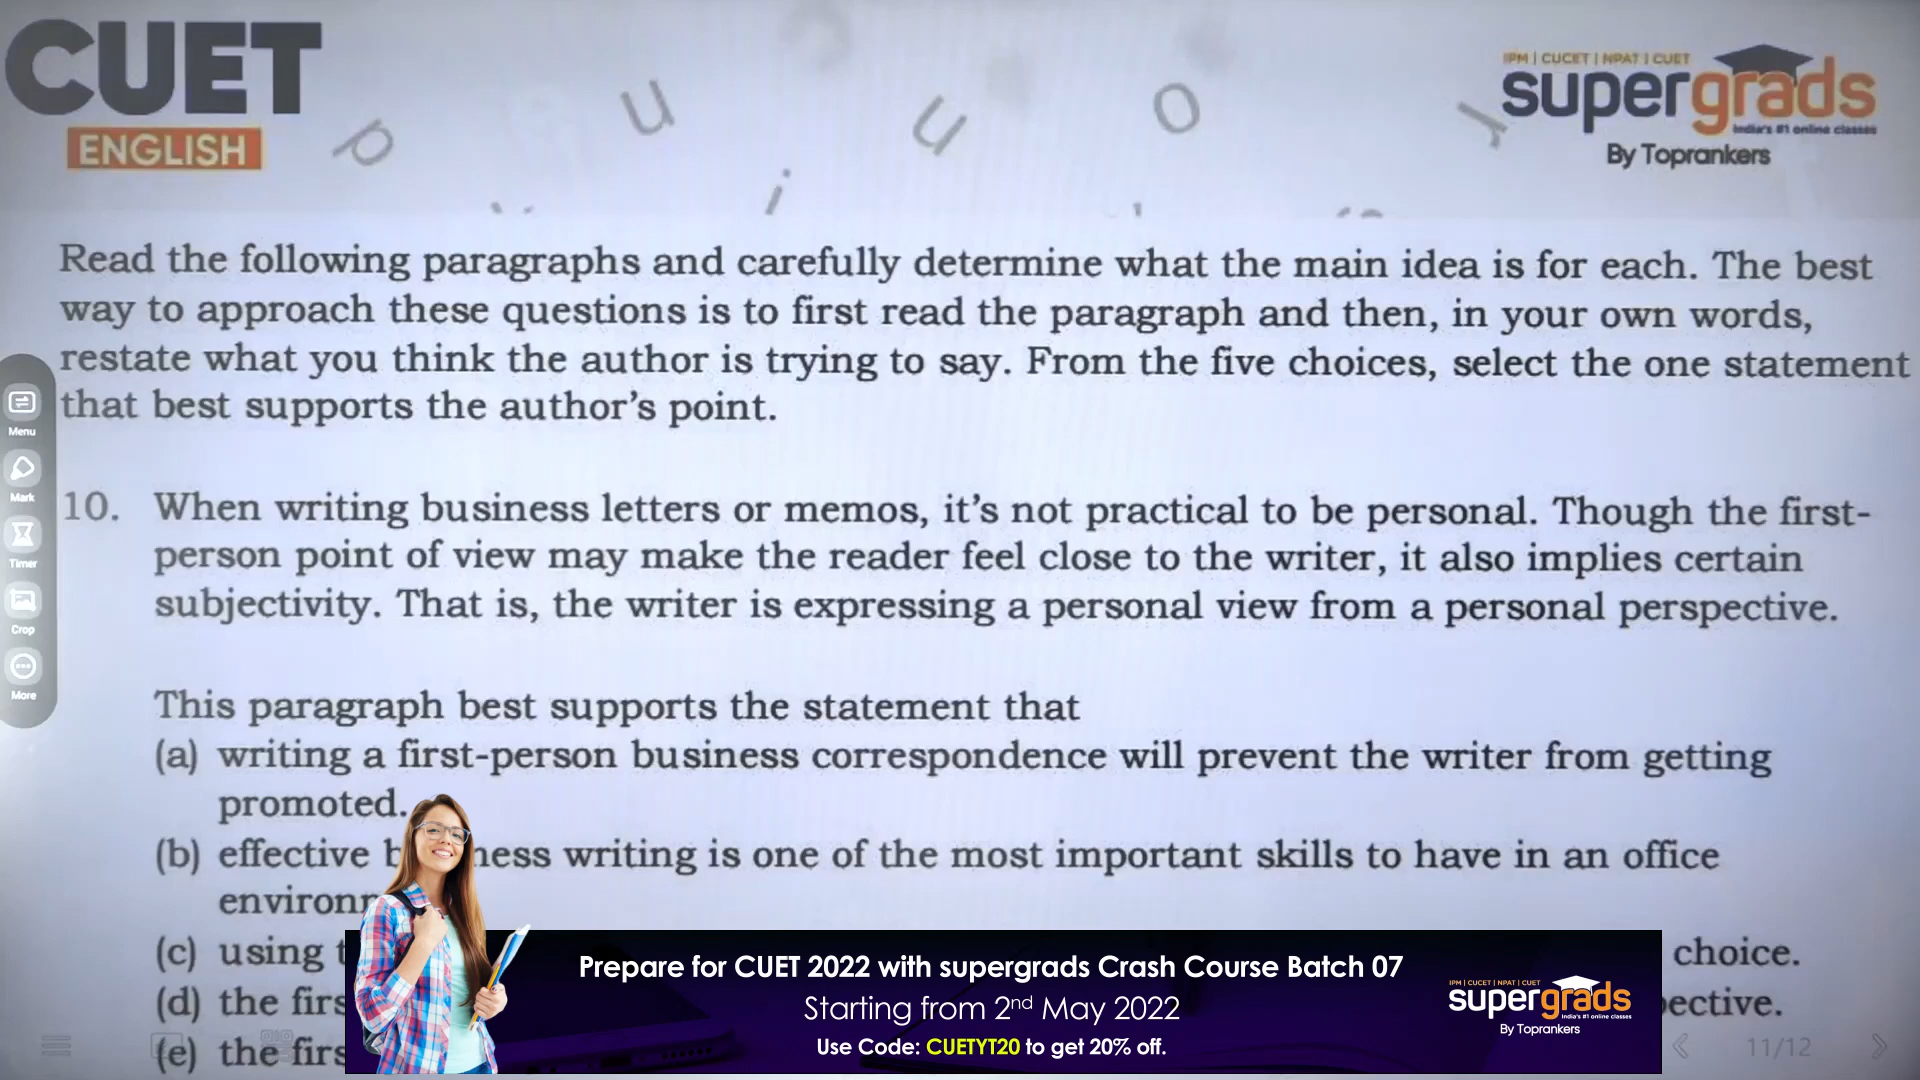 CUET
ENGLISH
IPM | CUCET | NPAT | CUET
supergrads
India's #1 online classes
By Toprankers
Read the following paragraphs and carefully determine what the main idea is for each. The best
way to approach these questions is to first read the paragraph and then, in your own words,
restate what you think the author is trying to say. From the five choices, select the one statement
that best supports the author's point.
10. When writing business letters or memos, it's not practical to be personal. Though the first-
person point of view may make the reader feel close to the writer, it also implies certain
subjectivity. That is, the writer is expressing a personal view from a personal perspective.
This paragraph best supports the statement that
(a) writing a first-person business correspondence will prevent the writer from getting
promoted.
(b) effective writing is one of the most important skills to have in an office
(c) using choice.
(d) the
(e) the
Menu
Mark
Timer
Crop
More
Prepare for CUET 2022 with supergrads Crash Course Batch 07
Starting from 2nd May 2022
Use Code: CUETYT20 to get 20% off.
IPM | CUCET | NPAT | CUET
supergrads
India's #1 online classes
By Toprankers
11/12